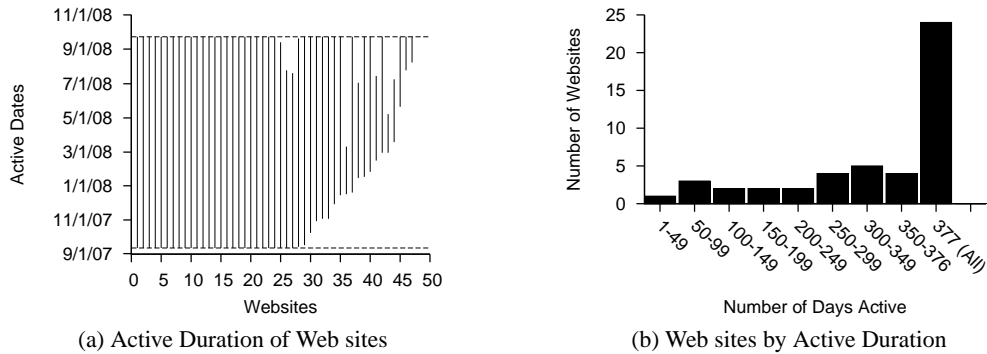 11/1/08
9/1/08
7/1/08
5/1/08
3/1/08
1/1/08
11/1/07
9/1/07
Active Dates
0 5 10 15 20 25 30 35 40 45 50
Websites
(a) Active Duration of Web sites
25
20
15
10
5
0
Number of Websites
1-49
50-99
100-149
150-199
200-249
250-299
300-349
350-376
377 (All)
Number of Days Active
(b) Web sites by Active Duration